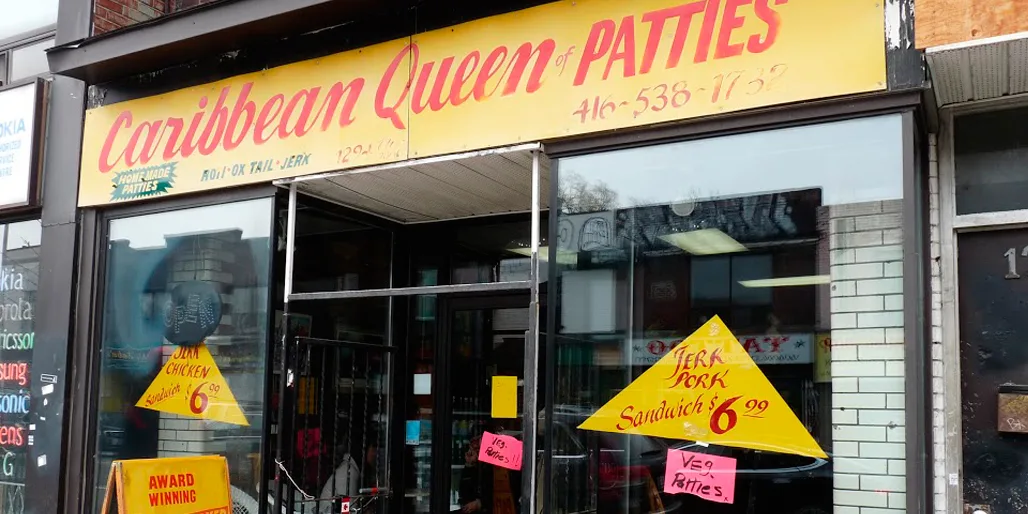 Caribbean Queen of PATTIES
416-538-1732
HOME MADE
PATTIES
ROTI • OX TAIL • JERK
OPEN
JERK
CHICKEN
Sandwich $6.99
JERK
PORK
Sandwich $6.99
Veg.
Patties!!
Veg.
Patties.
AWARD
WINNING